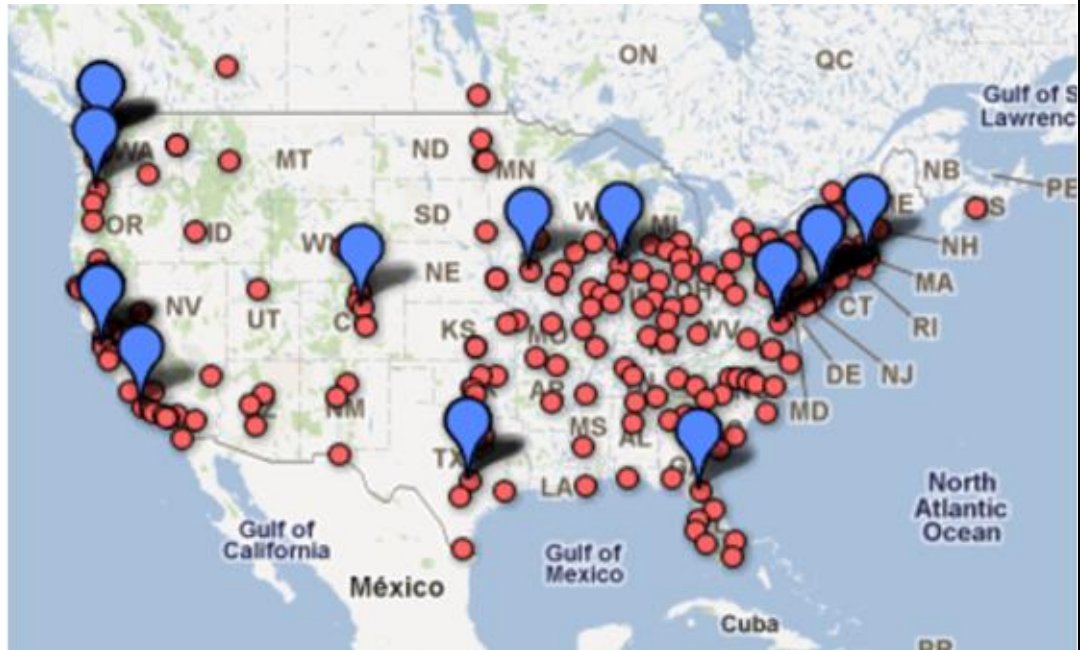 ON
QC
Gulf of S
Lawrenc
WA
MT
ND
MN
NB
PE
OR
ID
SD
MI
NH
NE
MA
NV
UT
CT
KS
WV
RI
DE
NJ
AR
NM
MD
MS
AL
TX
LA
North
Atlantic
Ocean
Gulf of
California
Gulf of
Mexico
México
Cuba
PR